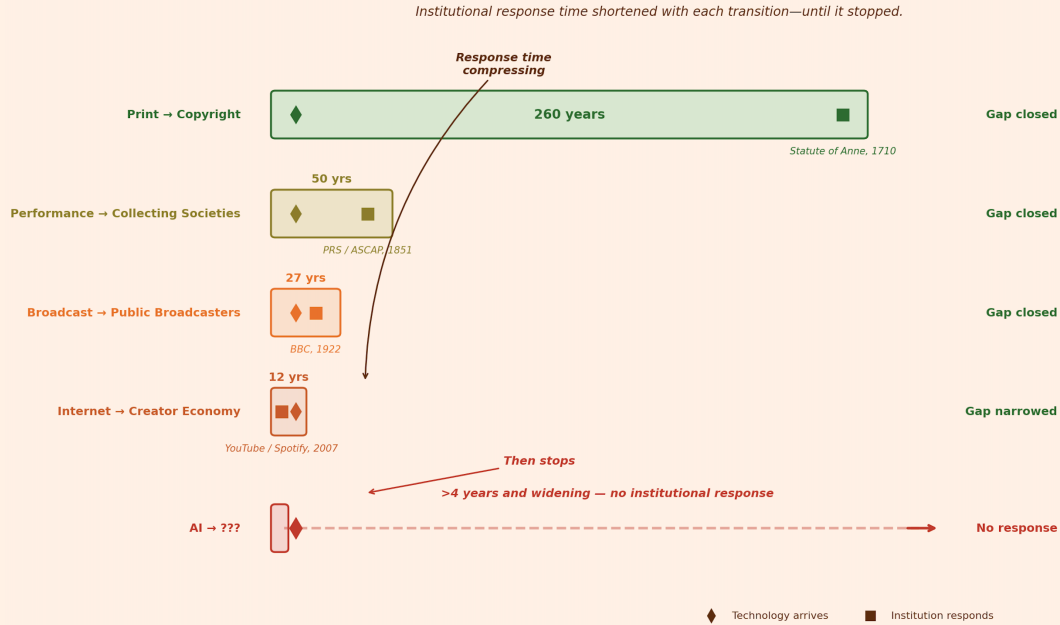 Institutional response time shortened with each transition—until it stopped.
Response time
compressing
Print → Copyright
260 years
Gap closed
Statute of Anne, 1710
50 yrs
Performance → Collecting Societies
Gap closed
PRS / ASCAP, 1851
27 yrs
Broadcast → Public Broadcasters
Gap closed
BBC, 1922
12 yrs
Internet → Creator Economy
Gap narrowed
YouTube / Spotify, 2007
Then stops
>4 years and widening — no institutional response
AI → ???
No response
Technology arrives
Institution responds